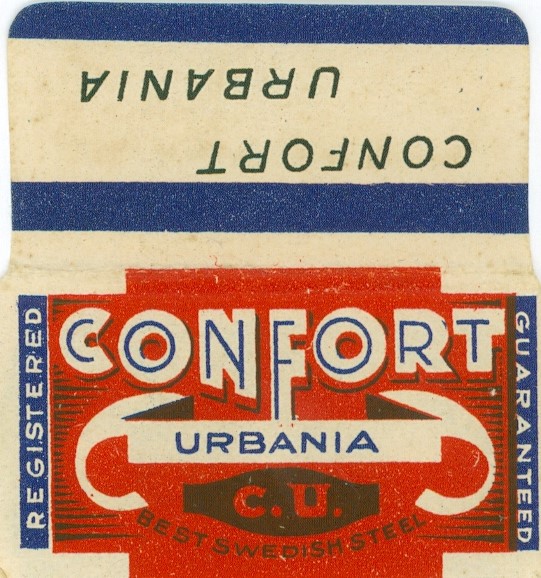 CONFORT
URBANIA
REGISTERED
CONFORT
GUARANTEED
URBANIA
C.U.
BEST SWEDISH STEEL